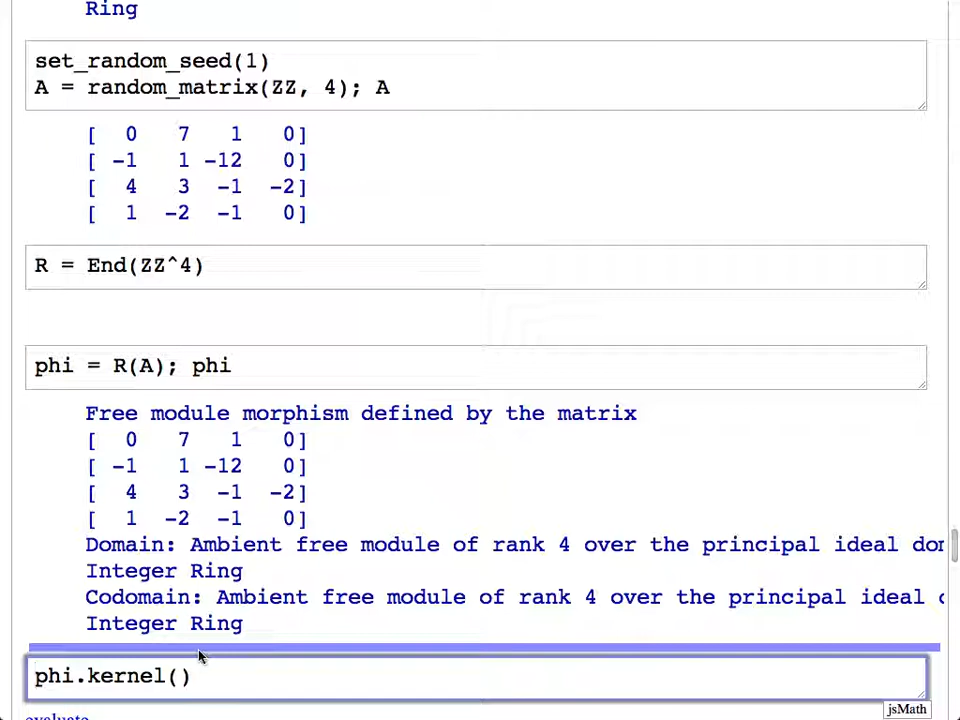 Ring
set_random_seed(1)
A = random_matrix(ZZ, 4); A
[ 0 7 1 0]
[ -1 1 -12 0]
[ 4 3 -1 -2]
[ 1 -2 -1 0]
R = End(ZZ^4)
phi = R(A); phi
Free module morphism defined by the matrix
[ 0 7 1 0]
[ -1 1 -12 0]
[ 4 3 -1 -2]
[ 1 -2 -1 0]
Domain: Ambient free module of rank 4 over the principal ideal
Integer Ring
Codomain: Ambient free module of rank 4 over the principal ideal
Integer Ring
phi.kernel()
evaluate
jsMath